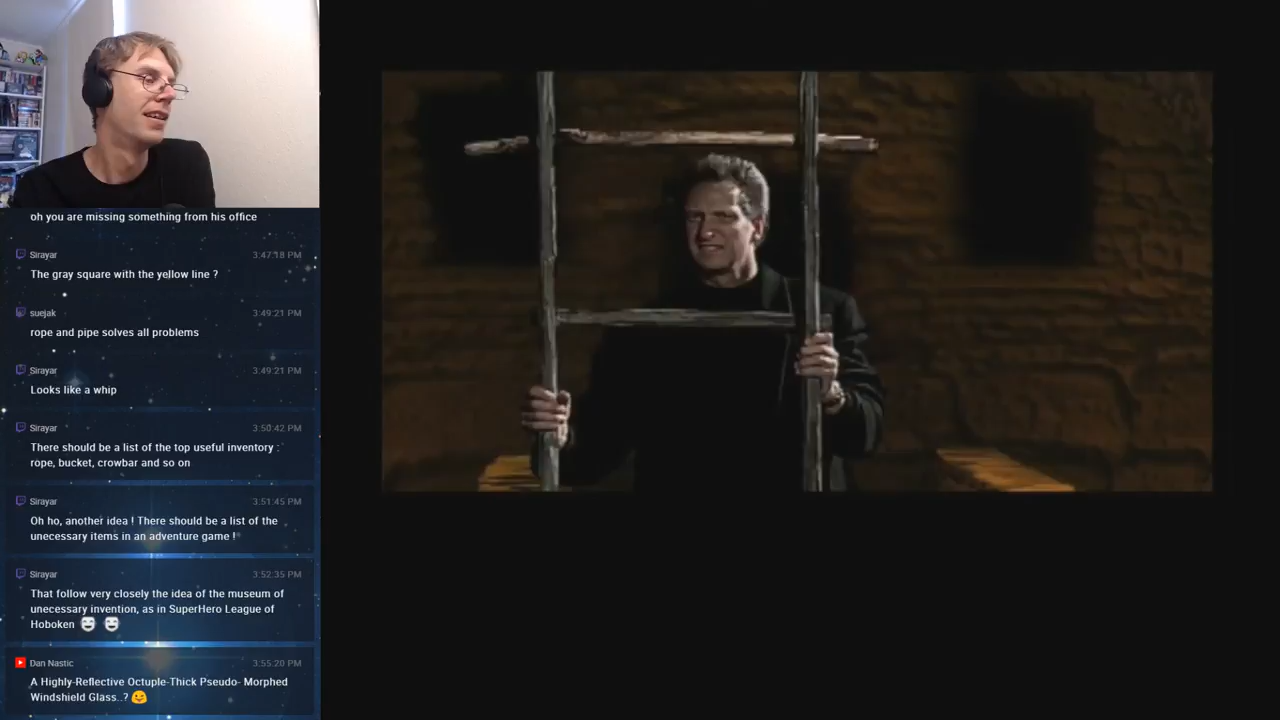 oh you are missing something from his office
Sirayar 3:47:18 PM
The gray square with the yellow line ?
suejak 3:49:21 PM
rope and pipe solves all problems
Sirayar 3:49:21 PM
Looks like a whip
Sirayar 3:50:42 PM
There should be a list of the top useful inventory :
rope, bucket, crowbar and so on
Sirayar 3:51:45 PM
Oh ho, another idea ! There should be a list of the
unecessary items in an adventure game !
Sirayar 3:52:35 PM
That follow very closely the idea of the museum of
unecessary invention, as in SuperHero League of
Hoboken
Dan Nastic 3:55:20 PM
A Highly-Reflective Octuple-Thick Pseudo- Morphed
Windshield Glass..?